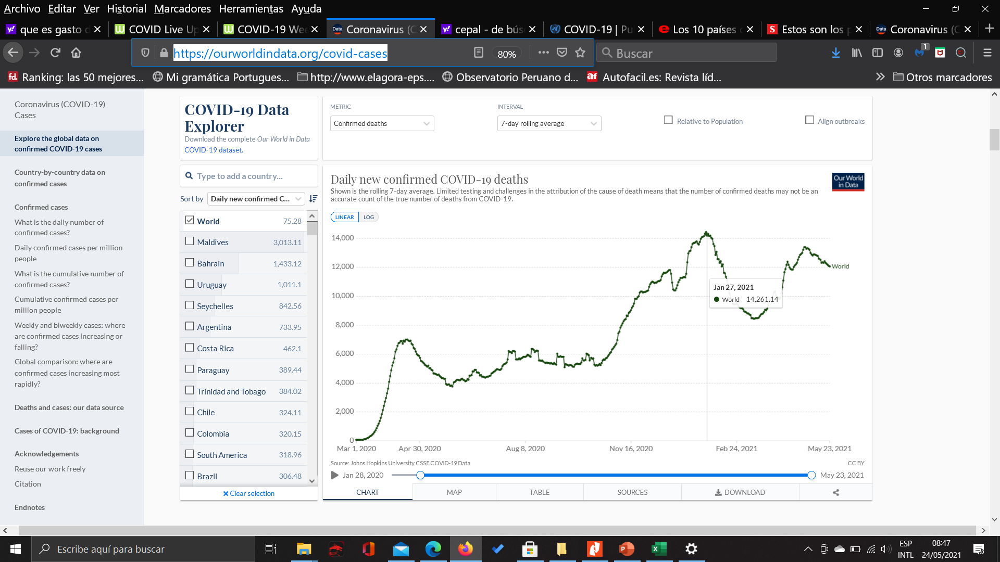 Archivo Editar Ver Historial Marcadores Herramientas Ayuda
que es gasto d
COVID Live Up
COVID-19 Wee
Coronavirus (C
cepal - de bús
COVID-19 | Pu
Los 10 países
Estos son los p
Coronavirus (C
https://ourworldindata.org/covid-cases
80%
Buscar
1
Ranking: las 50 mejores...
Mi gramática Portugues...
http://www.elagora-eps....
Observatorio Peruano d...
Autofacil.es: Revista líd...
Otros marcadores
Coronavirus (COVID-19)
Cases
Explore the global data on
confirmed COVID-19 cases
Country-by-country data on
confirmed cases
Confirmed cases
What is the daily number of
confirmed cases?
Daily confirmed cases per million
people
What is the cumulative number of
confirmed cases?
Cumulative confirmed cases per
million people
Weekly and biweekly cases: where
are confirmed cases increasing or
falling?
Global comparison: where are
confirmed cases increasing most
rapidly?
Deaths and cases: our data source
Cases of COVID-19: background
Acknowledgements
Reuse our work freely
Citation
Endnotes
COVID-19 Data
Explorer
Download the complete Our World in Data
COVID-19 dataset.
Type to add a country...
Sort by Daily new confirmed C...
World 75.28
Maldives 3,013.11
Bahrain 1,433.12
Uruguay 1,011.1
Seychelles 842.56
Argentina 733.95
Costa Rica 462.1
Paraguay 389.44
Trinidad and Tobago 384.02
Chile 324.11
Colombia 320.15
South America 318.96
Brazil 306.48
Clear selection
METRIC
Confirmed deaths
INTERVAL
7-day rolling average
Relative to Population
Align outbreaks
Daily new confirmed COVID-19 deaths
Shown is the rolling 7-day average. Limited testing and challenges in the attribution of the cause of death means that the number of confirmed deaths may not be an
accurate count of the true number of deaths from COVID-19.
Our World
in Data
LINEAR LOG
14,000
12,000
10,000
8,000
6,000
4,000
2,000
0
World
Jan 27, 2021
World 14,261.14
Mar 1, 2020 Apr 30, 2020 Aug 8, 2020 Nov 16, 2020 Feb 24, 2021 May 23, 2021
Source: Johns Hopkins University CSSE COVID-19 Data
CC BY
Jan 28, 2020
May 23, 2021
CHART MAP TABLE SOURCES DOWNLOAD
Escribe aquí para buscar
ESP
INTL
08:47
24/05/2021